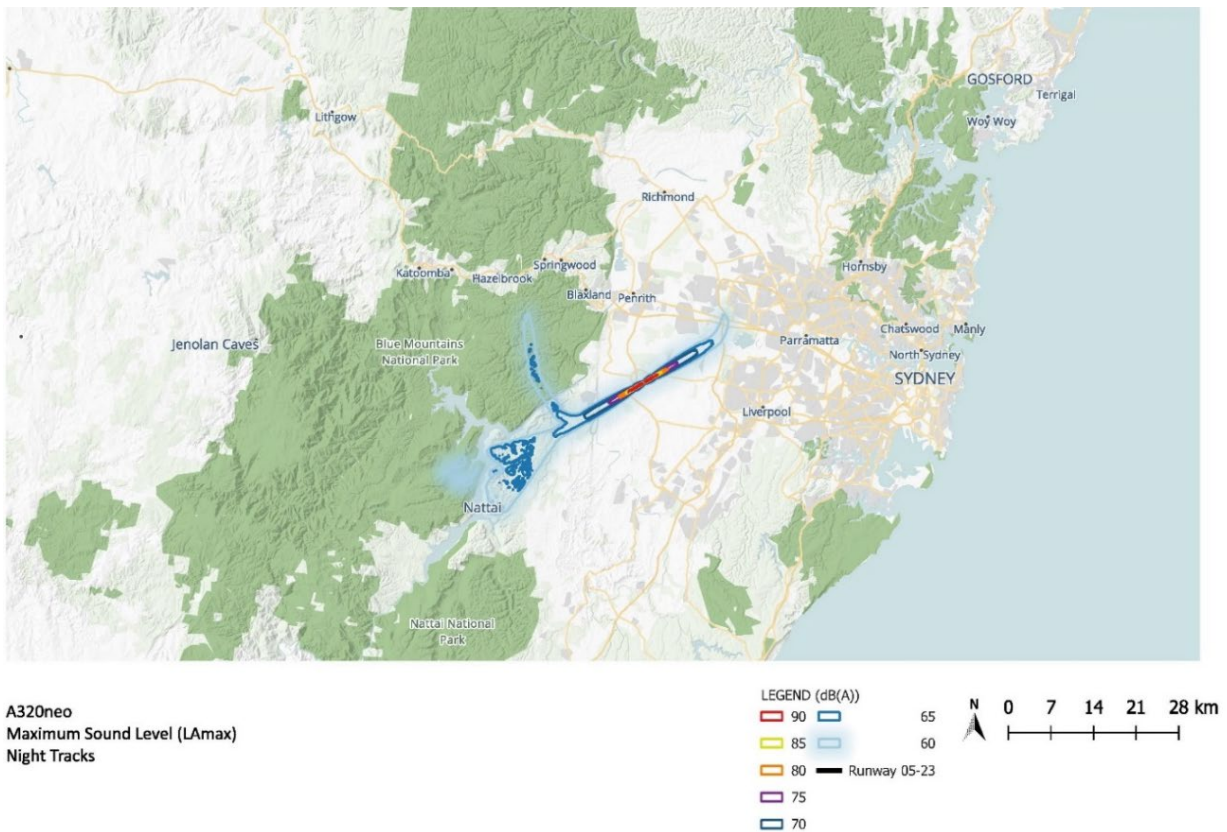 GOSFORD
Terrigal
Woy Woy
Lithgow
Richmond
Springwood
Hornsby
Katoomba
Hazelbrook
Blaxland
Penrith
Chatswood
Manly
Jenolan Caves
Blue Mountains
National Park
Parramatta
North Sydney
SYDNEY
Liverpool
Nattai
Nattai National
Park
A320neo
Maximum Sound Level (LAmax)
Night Tracks
LEGEND (dB(A))
90 65
85 60
80 Runway 05-23
75
70
N 0 7 14 21 28 km